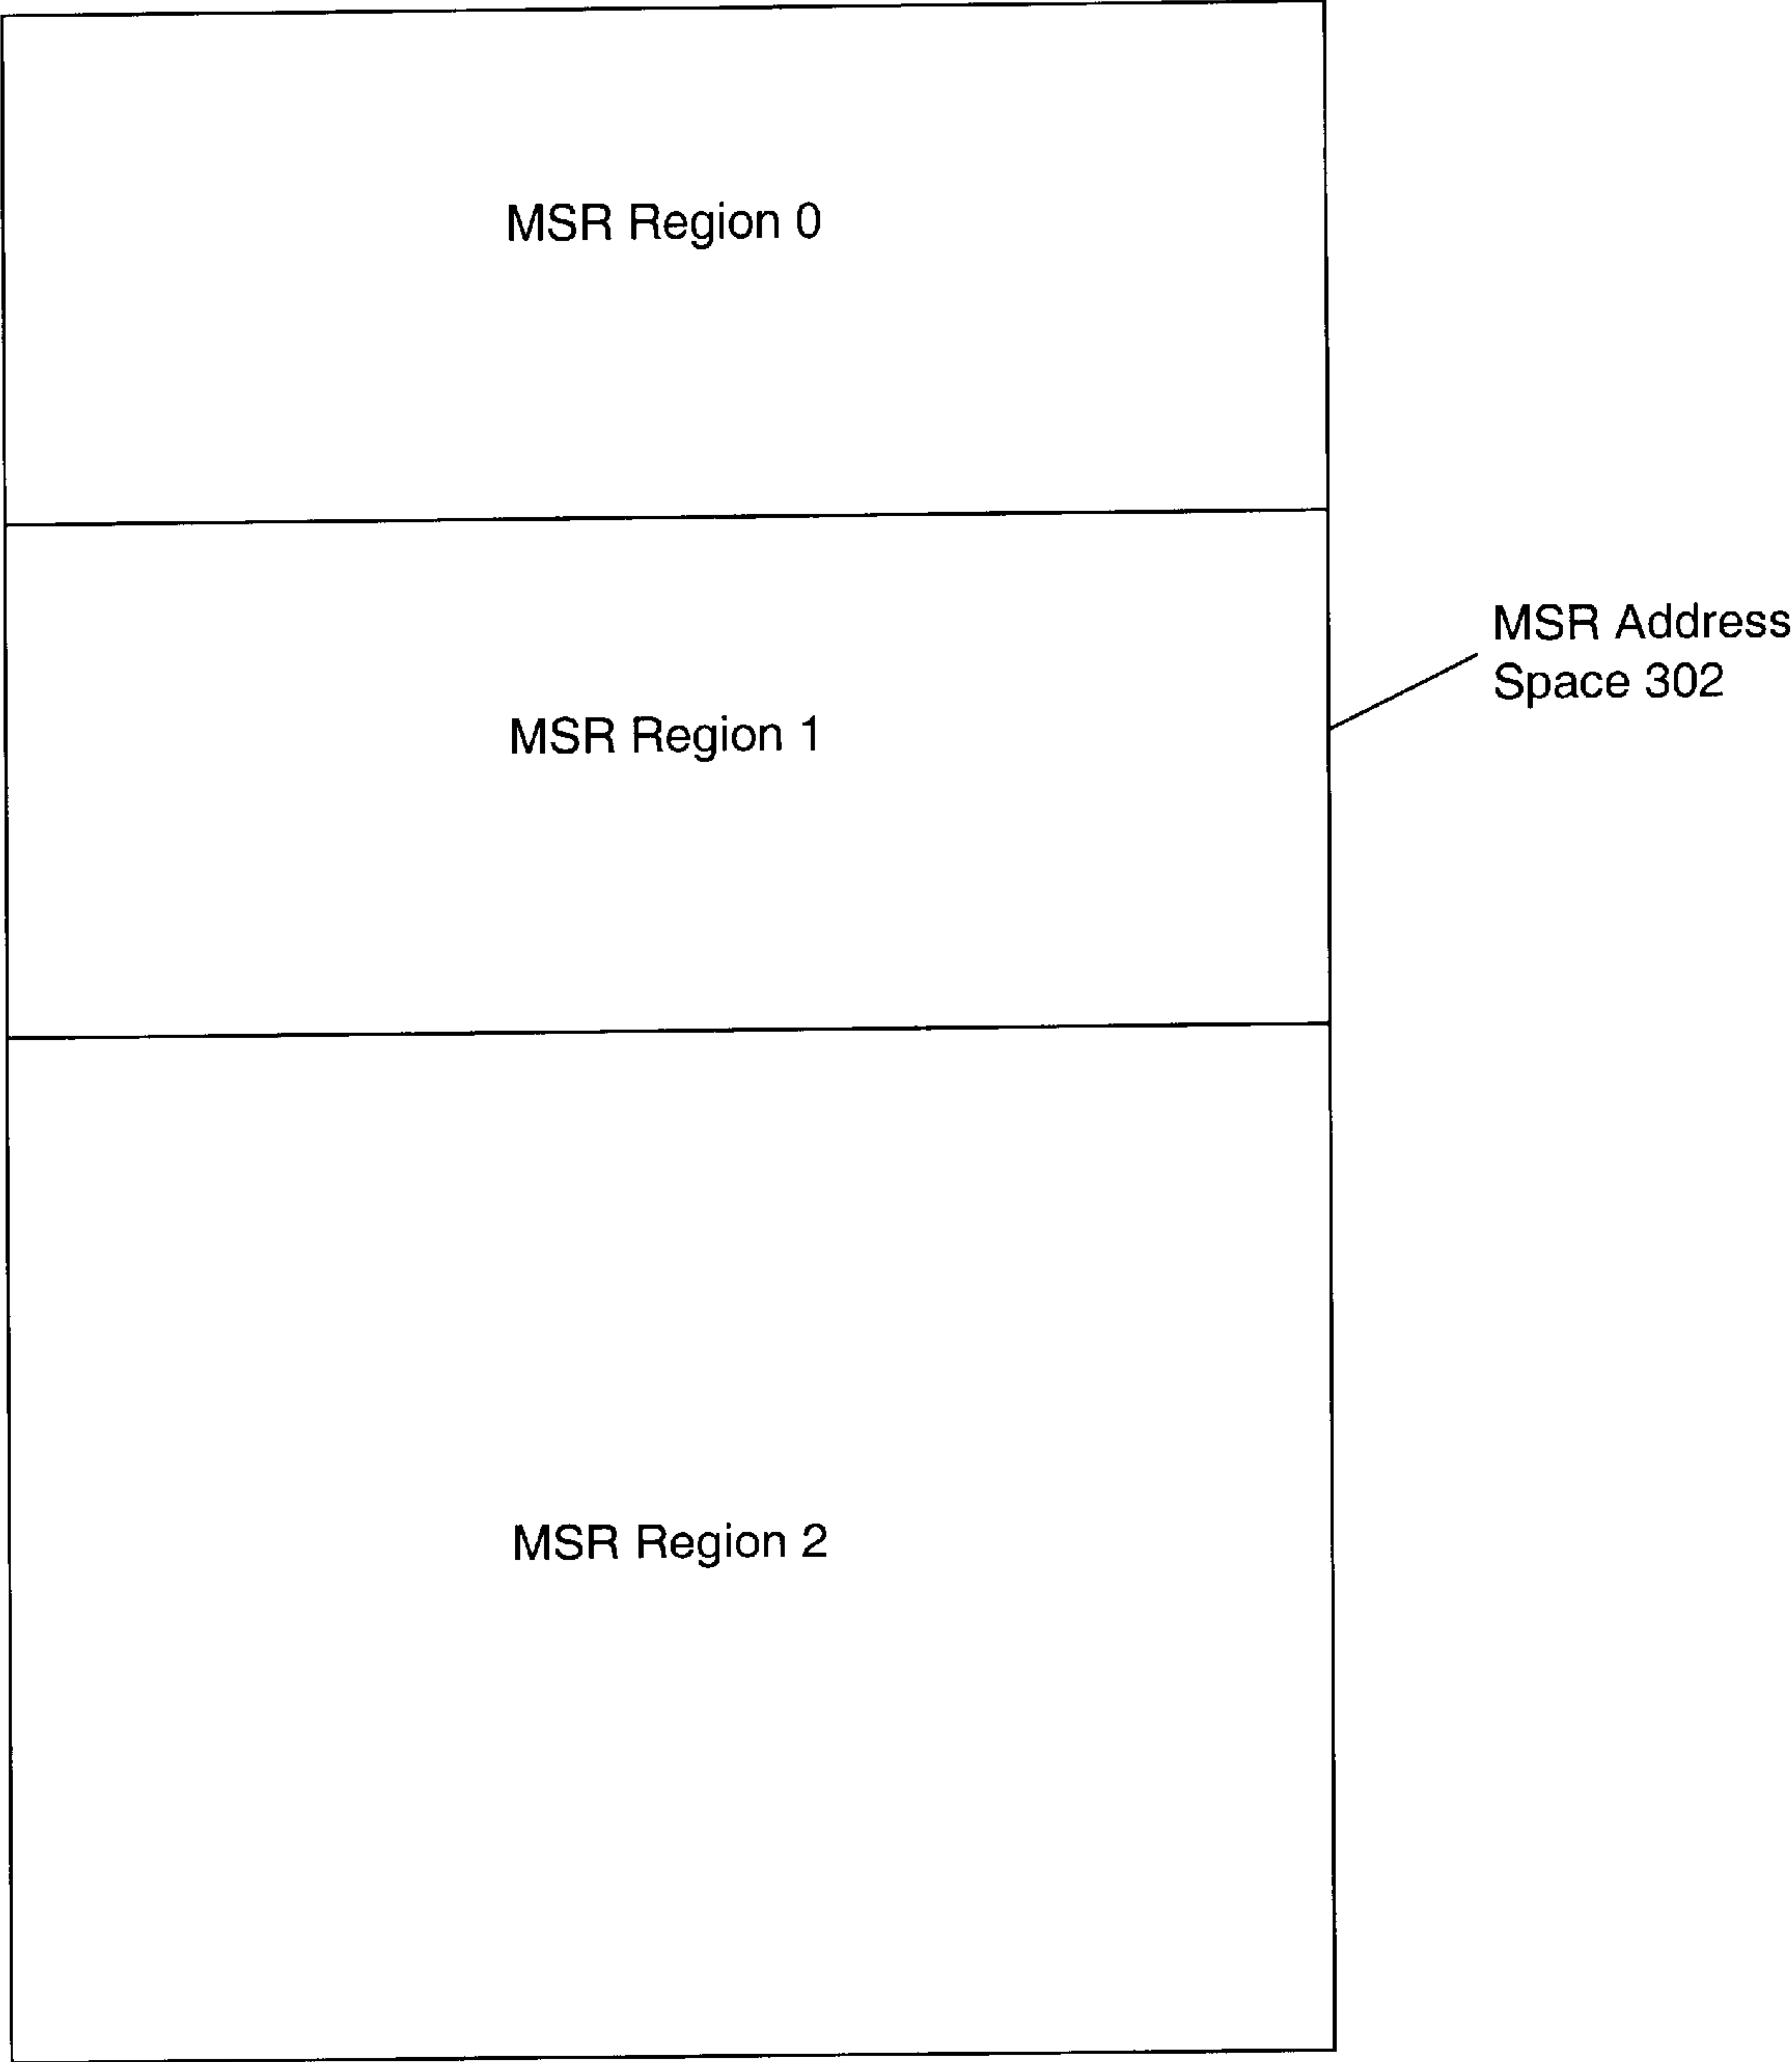 MSR Region 0
MSR Address
Space 302
MSR Region 1
MSR Region 2